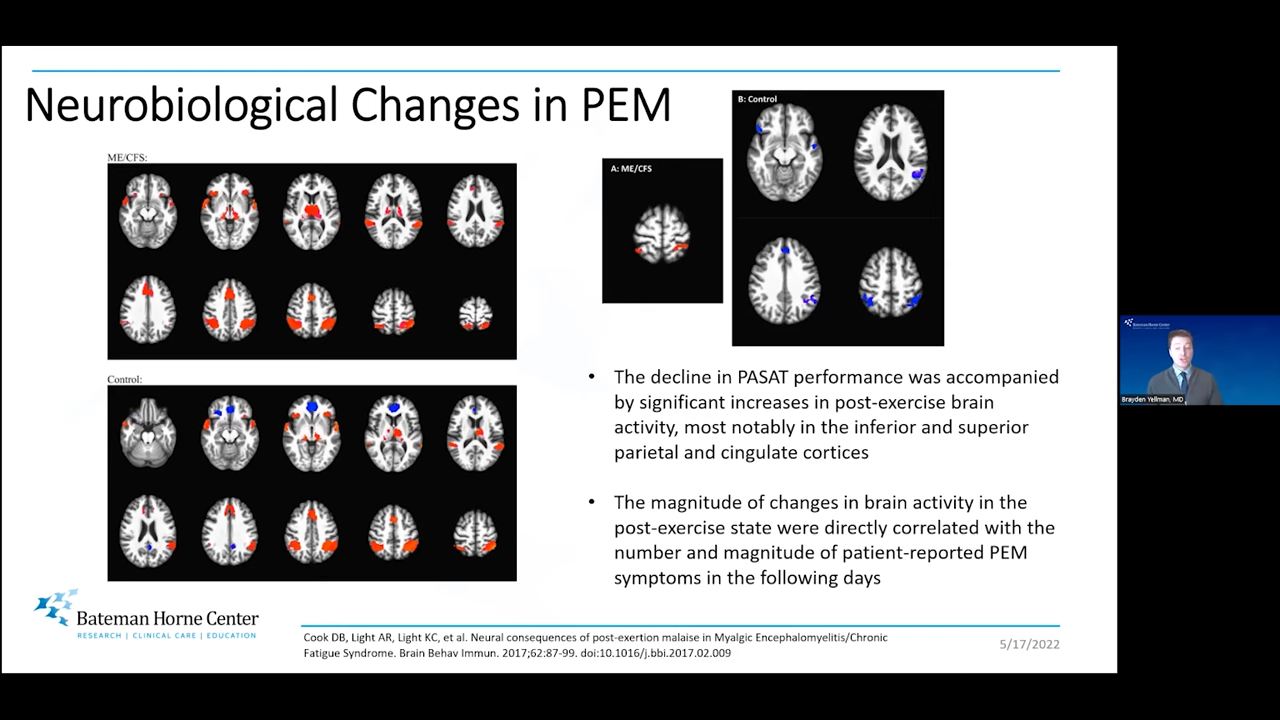 Neurobiological Changes in PEM
ME/CFS:
Control:
A: ME/CFS
B: Control
• The decline in PASAT performance was accompanied
by significant increases in post-exercise brain
activity, most notably in the inferior and superior
parietal and cingulate cortices
• The magnitude of changes in brain activity in the
post-exercise state were directly correlated with the
number and magnitude of patient-reported PEM
symptoms in the following days
Bateman Horne Center
RESEARCH | CLINICAL CARE | EDUCATION
Cook DB, Light AR, Light KC, et al. Neural consequences of post-exertion malaise in Myalgic Encephalomyelitis/Chronic
Fatigue Syndrome. Brain Behav Immun. 2017;62:87-99. doi:10.1016/j.bbi.2017.02.009
5/17/2022
Bateman Horne Center
Brayden Yellman, MD